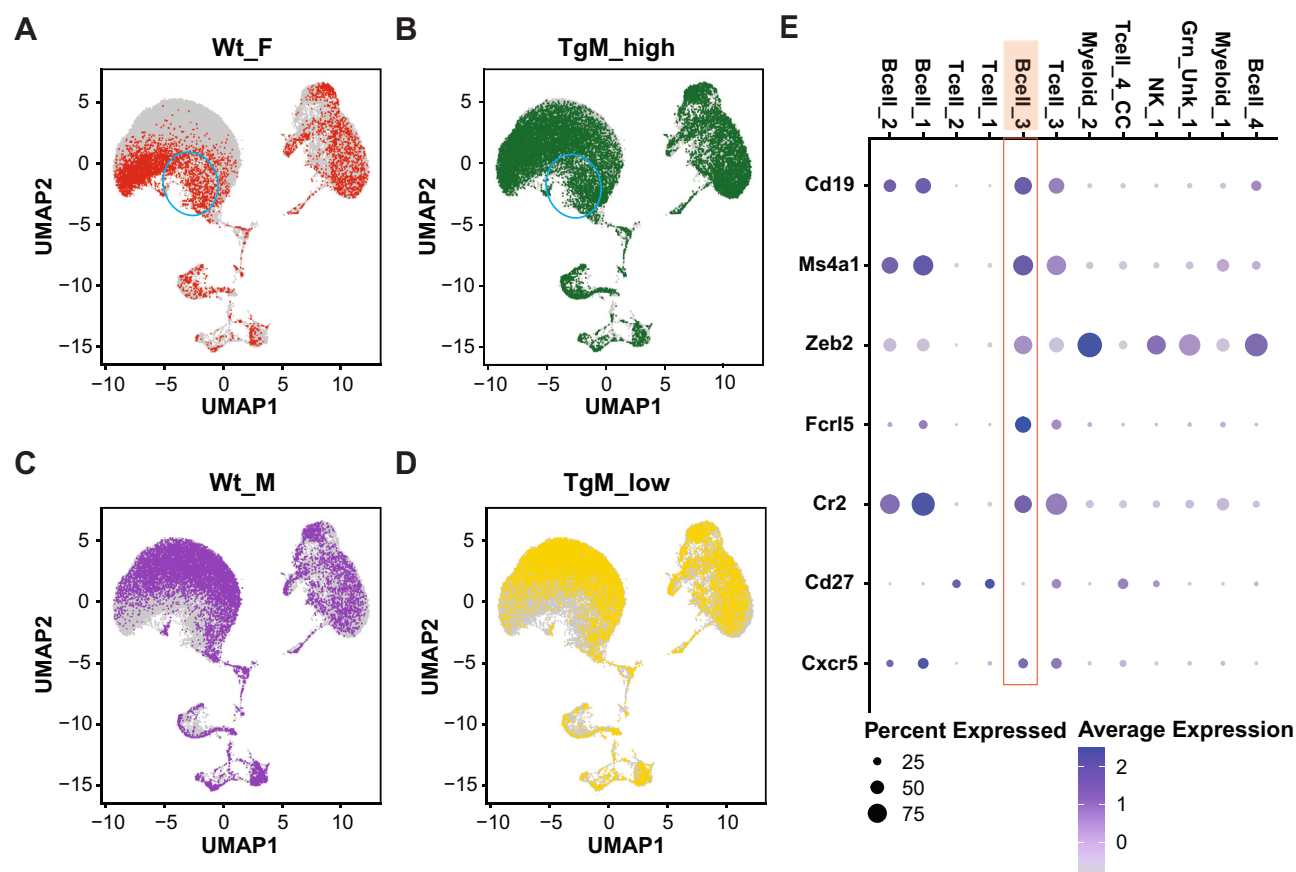 A
Wt_F
5
0
−5
−10
−15
−10 −5 0 5 10
UMAP1
UMAP2
B
TgM_high
5
0
−5
−10
−15
−10 −5 0 5 10
UMAP1
UMAP2
C
Wt_M
5
0
−5
−10
−15
−10 −5 0 5 10
UMAP1
UMAP2
D
TgM_low
5
0
−5
−10
−15
−10 −5 0 5 10
UMAP1
UMAP2
E
Bcell_2
Bcell_1
Tcell_2
Tcell_1
Bcell_3
Tcell_3
Myeloid_2
Tcell_4_CC
NK_1
Grn_Unk_1
Myeloid_1
Bcell_4
Cd19
Ms4a1
Zeb2
Fcrl5
Cr2
Cd27
Cxcr5
Percent Expressed
25
50
75
Average Expression
2
1
0